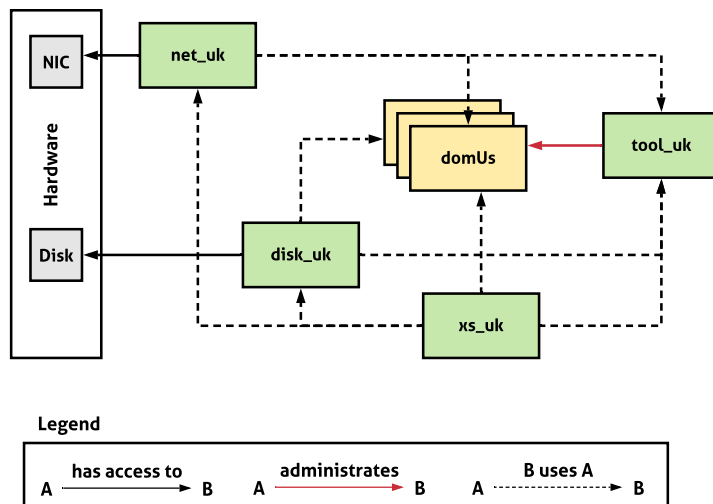 NIC
net_uk
Hardware
domUs
tool_uk
Disk
disk_uk
xs_uk
Legend
A has access to B
A administrates B
A B uses A B